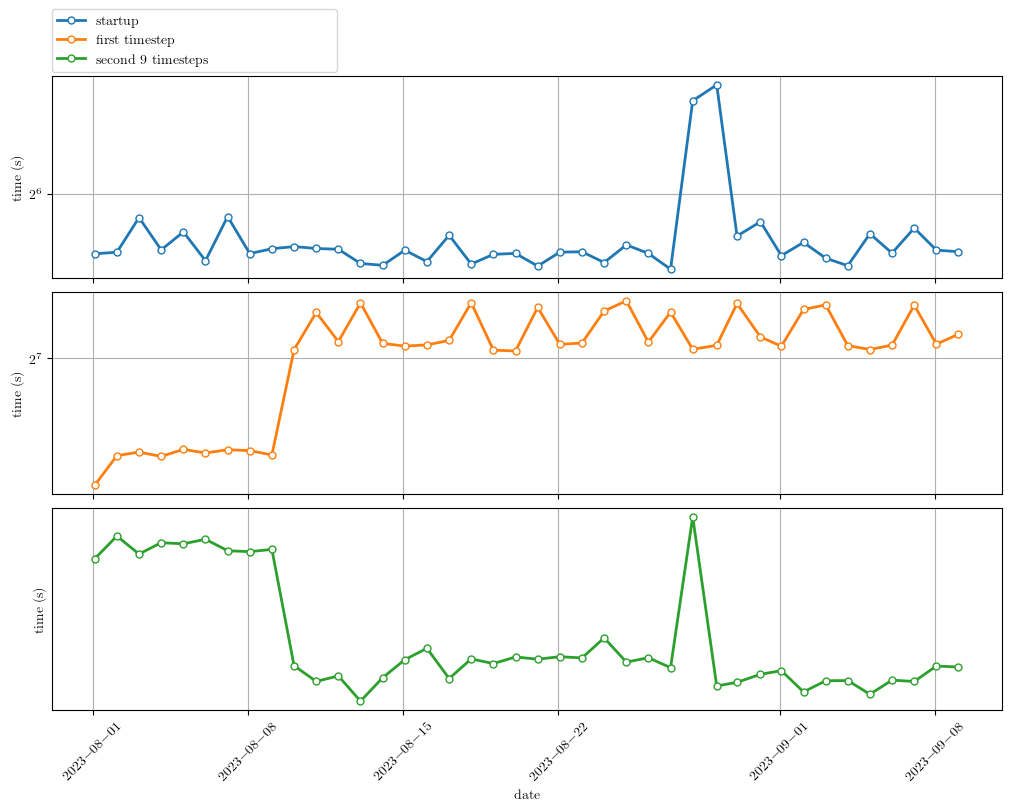 startup
first timestep
second 9 timesteps
time (s)
2^6
time (s)
2^7
time (s)
2023−08−01
2023−08−08
2023−08−15
2023−08−22
2023−09−01
2023−09−08
date